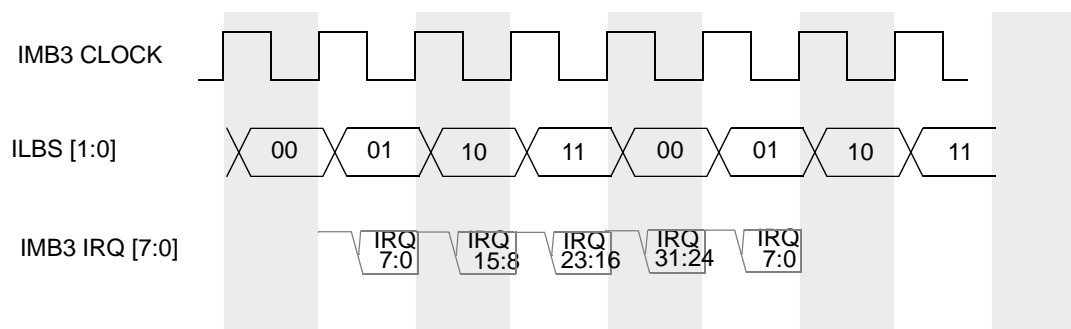 IMB3 CLOCK
ILBS [1:0]
00 01 10 11 00 01 10 11
IMB3 IRQ [7:0]
IRQ 7:0
IRQ 15:8
IRQ 23:16
IRQ 31:24
IRQ 7:0